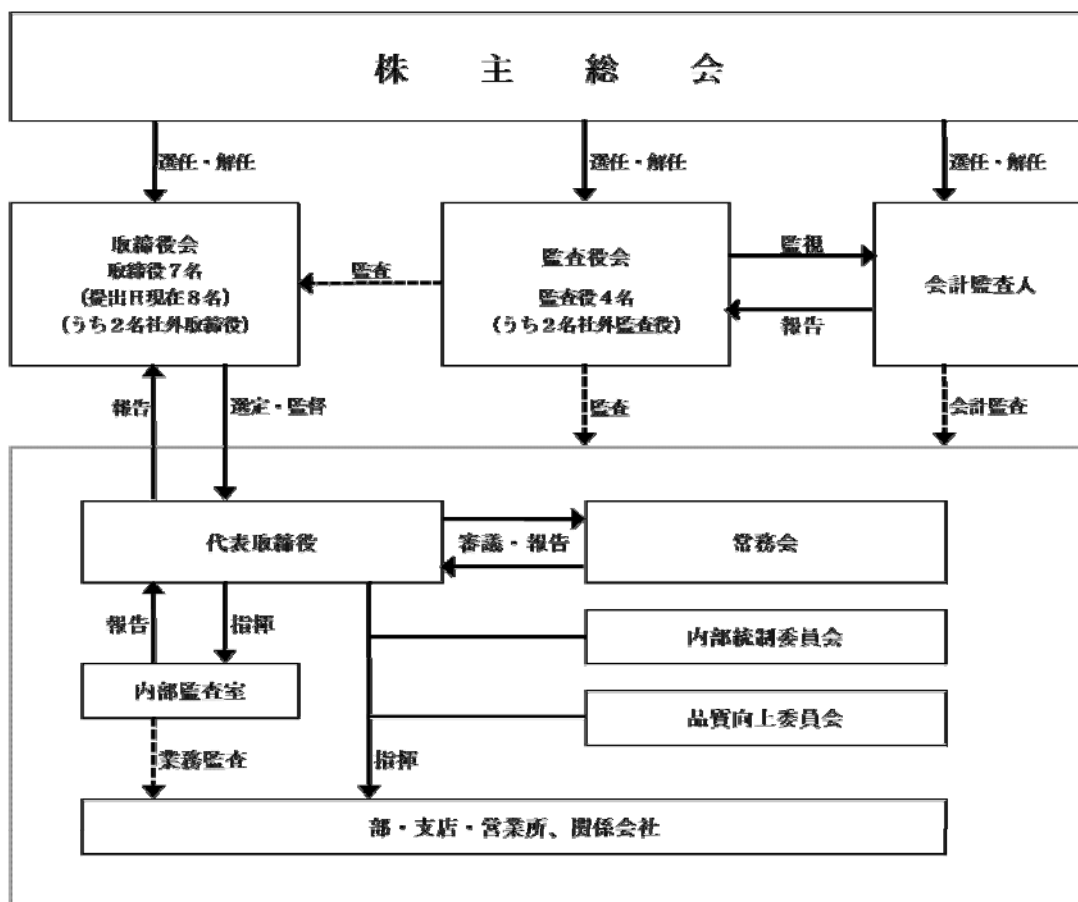 株　主　総　会
選任・解任
選任・解任
選任・解任
取締役会
取締役７名
(提出日現在８名)
(うち２名社外取締役)
監査
監査役会
監査役４名
(うち２名社外監査役)
監視
報告
会計監査人
報告
選定・監督
監査
会計監査
代表取締役
審議・報告
常務会
報告
指揮
内部統制委員会
内部監査室
品質向上委員会
業務監査
指揮
部・支店・営業所、関係会社